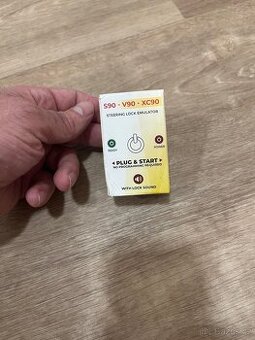 S90 - V90 - XC90
STEERING LOCK EMULATOR
READY
POWER
PLUG & START
NO PROGRAMMING REQUIRED
WITH LOCK SOUND